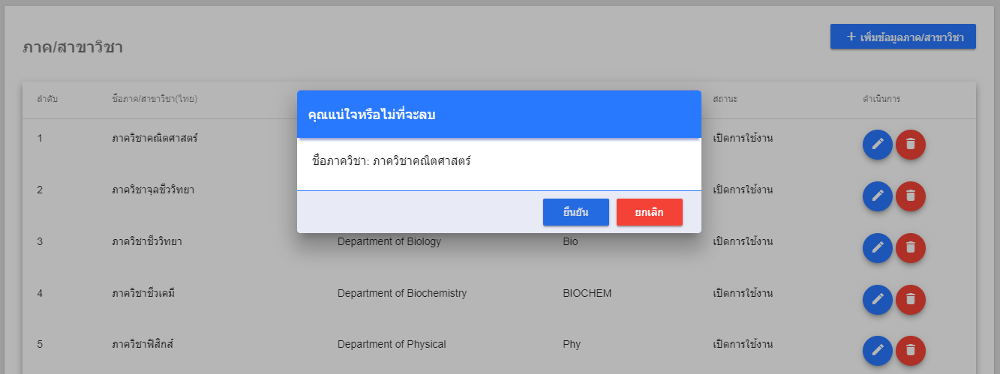 ภาค/สาขาวิชา
+ เพิ่มข้อมูลภาค/สาขาวิชา
ลำดับ ชื่อภาค/สาขาวิชา(ไทย) สถานะ ดำเนินการ
คุณแน่ใจหรือไม่ที่จะลบ
1 ภาควิชาคณิตศาสตร์ เปิดการใช้งาน
ชื่อภาควิชา: ภาควิชาคณิตศาสตร์
2 ภาควิชาจุลชีววิทยา เปิดการใช้งาน
ยืนยัน ยกเลิก
3 ภาควิชาชีววิทยา Department of Biology Bio เปิดการใช้งาน
4 ภาควิชาชีวเคมี Department of Biochemistry BIOCHEM เปิดการใช้งาน
5 ภาควิชาฟิสิกส์ Department of Physical Phy เปิดการใช้งาน